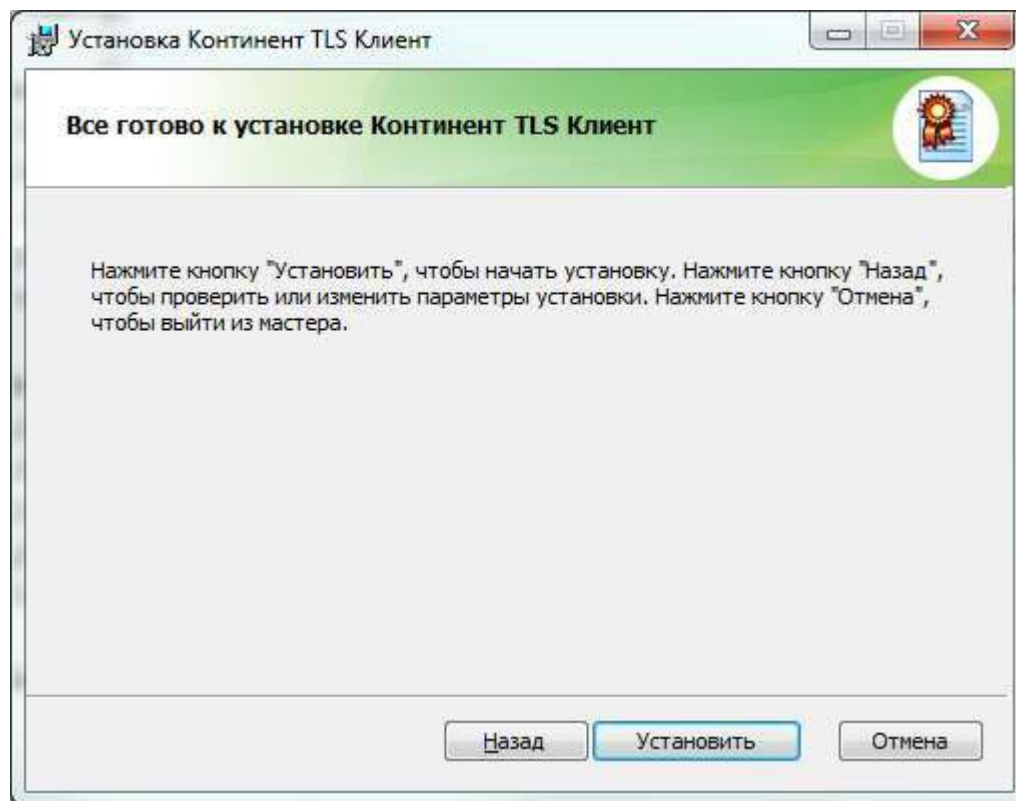 Установка Континент TLS Клиент
Все готово к установке Континент TLS Клиент
Нажмите кнопку "Установить", чтобы начать установку. Нажмите кнопку "Назад",
чтобы проверить или изменить параметры установки. Нажмите кнопку "Отмена",
чтобы выйти из мастера.
Назад
Установить
Отмена